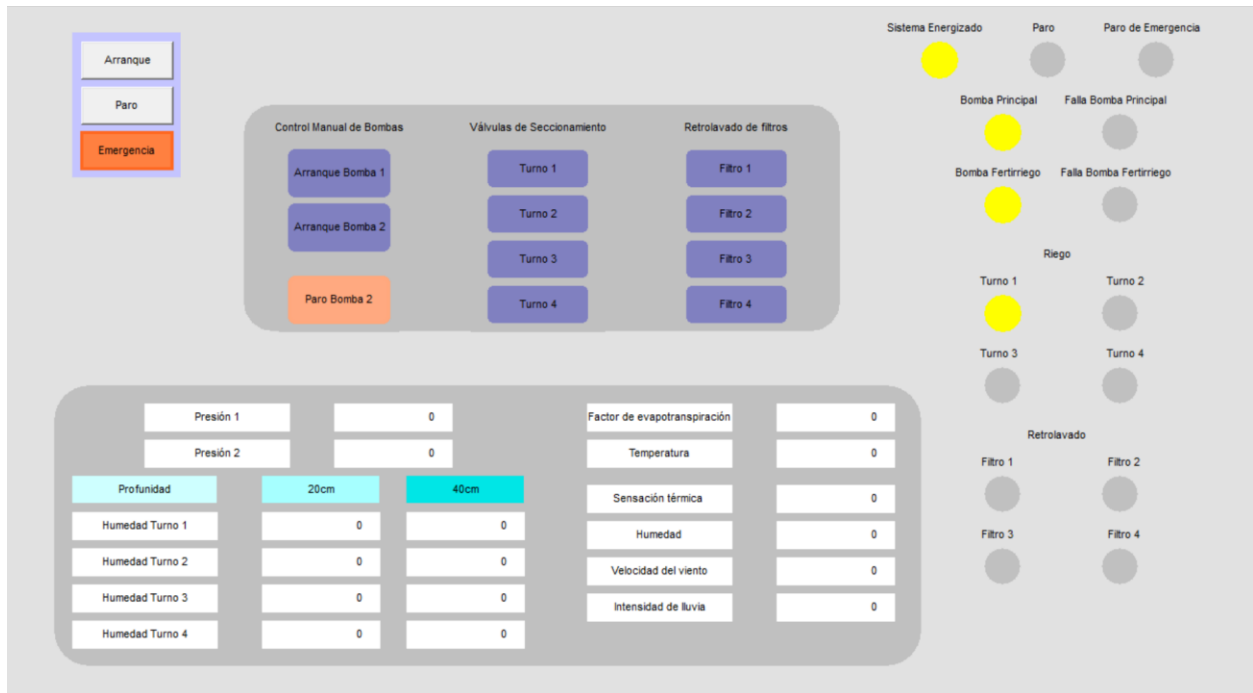 Sistema Energizado
Paro
Paro de Emergencia
Arranque
Paro
Emergencia
Bomba Principal
Falla Bomba Principal
Bomba Fertirriego
Falla Bomba Fertirriego
Control Manual de Bombas
Válvulas de Seccionamiento
Retrolavado de filtros
Arranque Bomba 1
Turno 1
Filtro 1
Arranque Bomba 2
Turno 2
Filtro 2
Turno 3
Filtro 3
Paro Bomba 2
Turno 4
Filtro 4
Riego
Turno 1
Turno 2
Turno 3
Turno 4
Presión 1
0
Presión 2
0
Profunidad
20cm
40cm
Humedad Turno 1
0
0
Humedad Turno 2
0
0
Humedad Turno 3
0
0
Humedad Turno 4
0
0
Factor de evapotranspiración
0
Temperatura
0
Sensación térmica
0
Humedad
0
Velocidad del viento
0
Intensidad de lluvia
0
Retrolavado
Filtro 1
Filtro 2
Filtro 3
Filtro 4